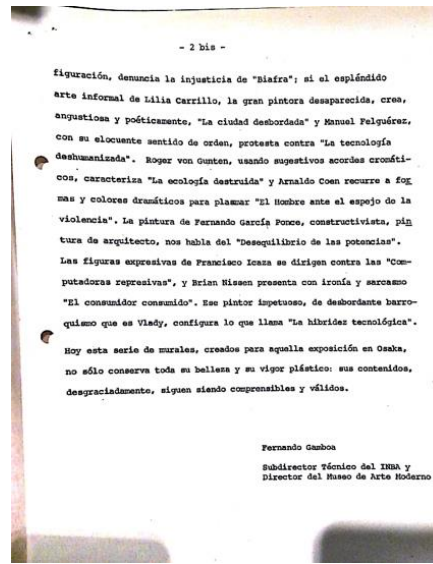 - 2 bis -
figuración, denuncia la injusticia de "Biafra"; si el espléndido
arte informal de Lilia Carrillo, la gran pintora desaparecida, crea,
angustiosa y poéticamente, "La ciudad desbordada" y Manuel Felguérez,
con su elocuente sentido de orden, protesta contra "La tecnología
deshumanizada". Roger von Gunten, usando sugestivos acordes cromáti-
cos, caracteriza "La ecología destruida" y Arnaldo Coen recurre a for
mas y colores dramáticos para plasmar "El Hombre ante el espejo de la
violencia". La pintura de Fernando García Ponce, constructivista, pin
tura de arquitecto, nos habla del "Desequilibrio de las potencias".
Las figuras expresivas de Francisco Icaza se dirigen contra las "Com-
putadoras represivas", y Brian Nissen presenta con ironía y sarcasmo
"El consumidor consumido". Ese pintor impetuoso, de desbordante barro-
quismo que es Vlady, configura lo que llama "La hibridez tecnológica".
Hoy esta serie de murales, creados para aquella exposición en Osaka,
no sólo conserva toda su belleza y su vigor plástico: sus contenidos,
desgraciadamente, siguen siendo comprensibles y válidos.
Fernando Gamboa
Subdirector Técnico del INBA y
Director del Museo de Arte Moderno